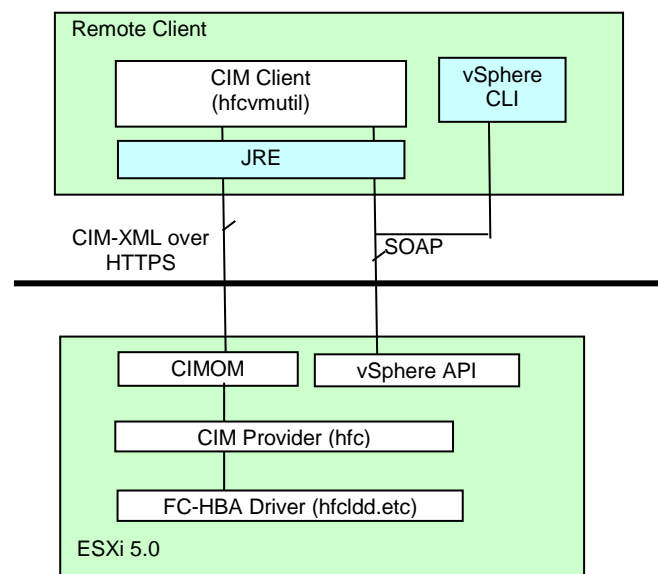 Remote Client
CIM Client
(hfcvmutil)
vSphere
CLI
JRE
CIM-XML over
HTTPS
SOAP
CIMOM
vSphere API
CIM Provider (hfc)
FC-HBA Driver (hfcldd.etc)
ESXi 5.0